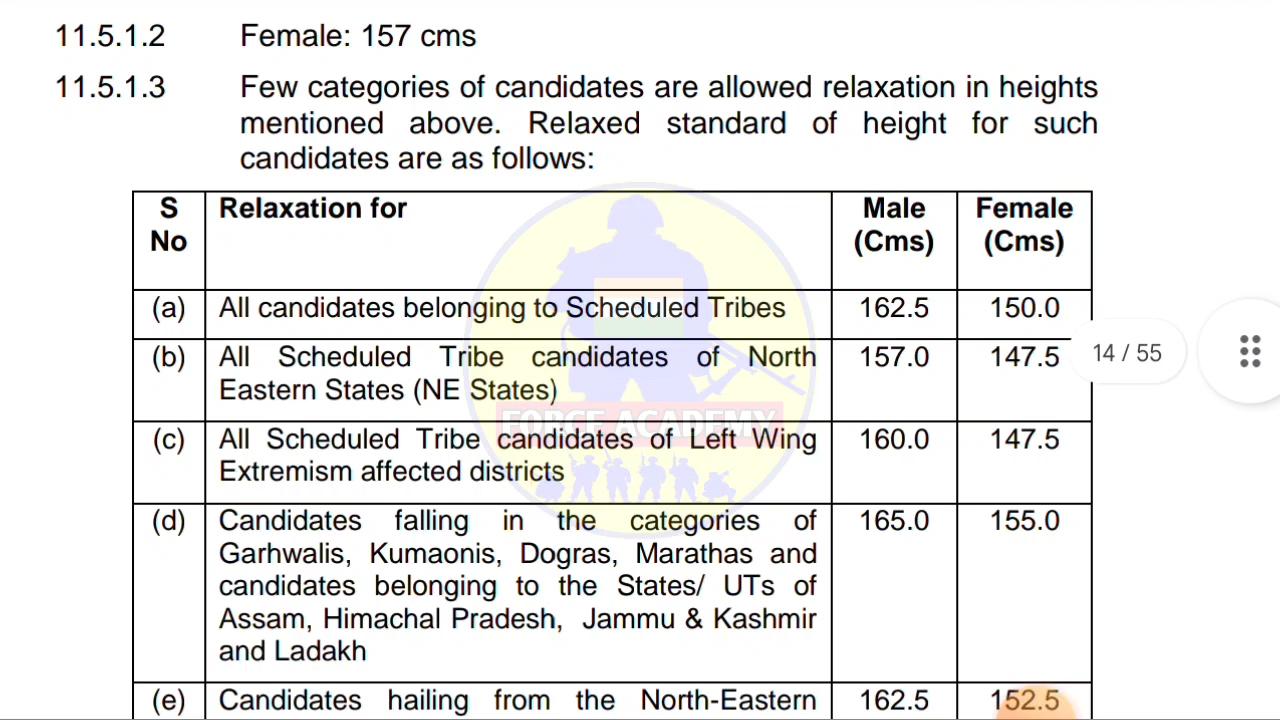 11.5.1.2 Female: 157 cms
11.5.1.3 Few categories of candidates are allowed relaxation in heights
mentioned above. Relaxed standard of height for such
candidates are as follows:
S No Relaxation for Male (Cms) Female (Cms)
(a) All candidates belonging to Scheduled Tribes 162.5 150.0
(b) All Scheduled Tribe candidates of North 157.0 147.5
Eastern States (NE States)
14 / 55
FORCE ACADEMY
(c) All Scheduled Tribe candidates of Left Wing 160.0 147.5
Extremism affected districts
(d) Candidates falling in the categories of 165.0 155.0
Garhwalis, Kumaonis, Dogras, Marathas and
candidates belonging to the States/ UTs of
Assam, Himachal Pradesh, Jammu & Kashmir
and Ladakh
(e) Candidates hailing from the North-Eastern 162.5 152.5